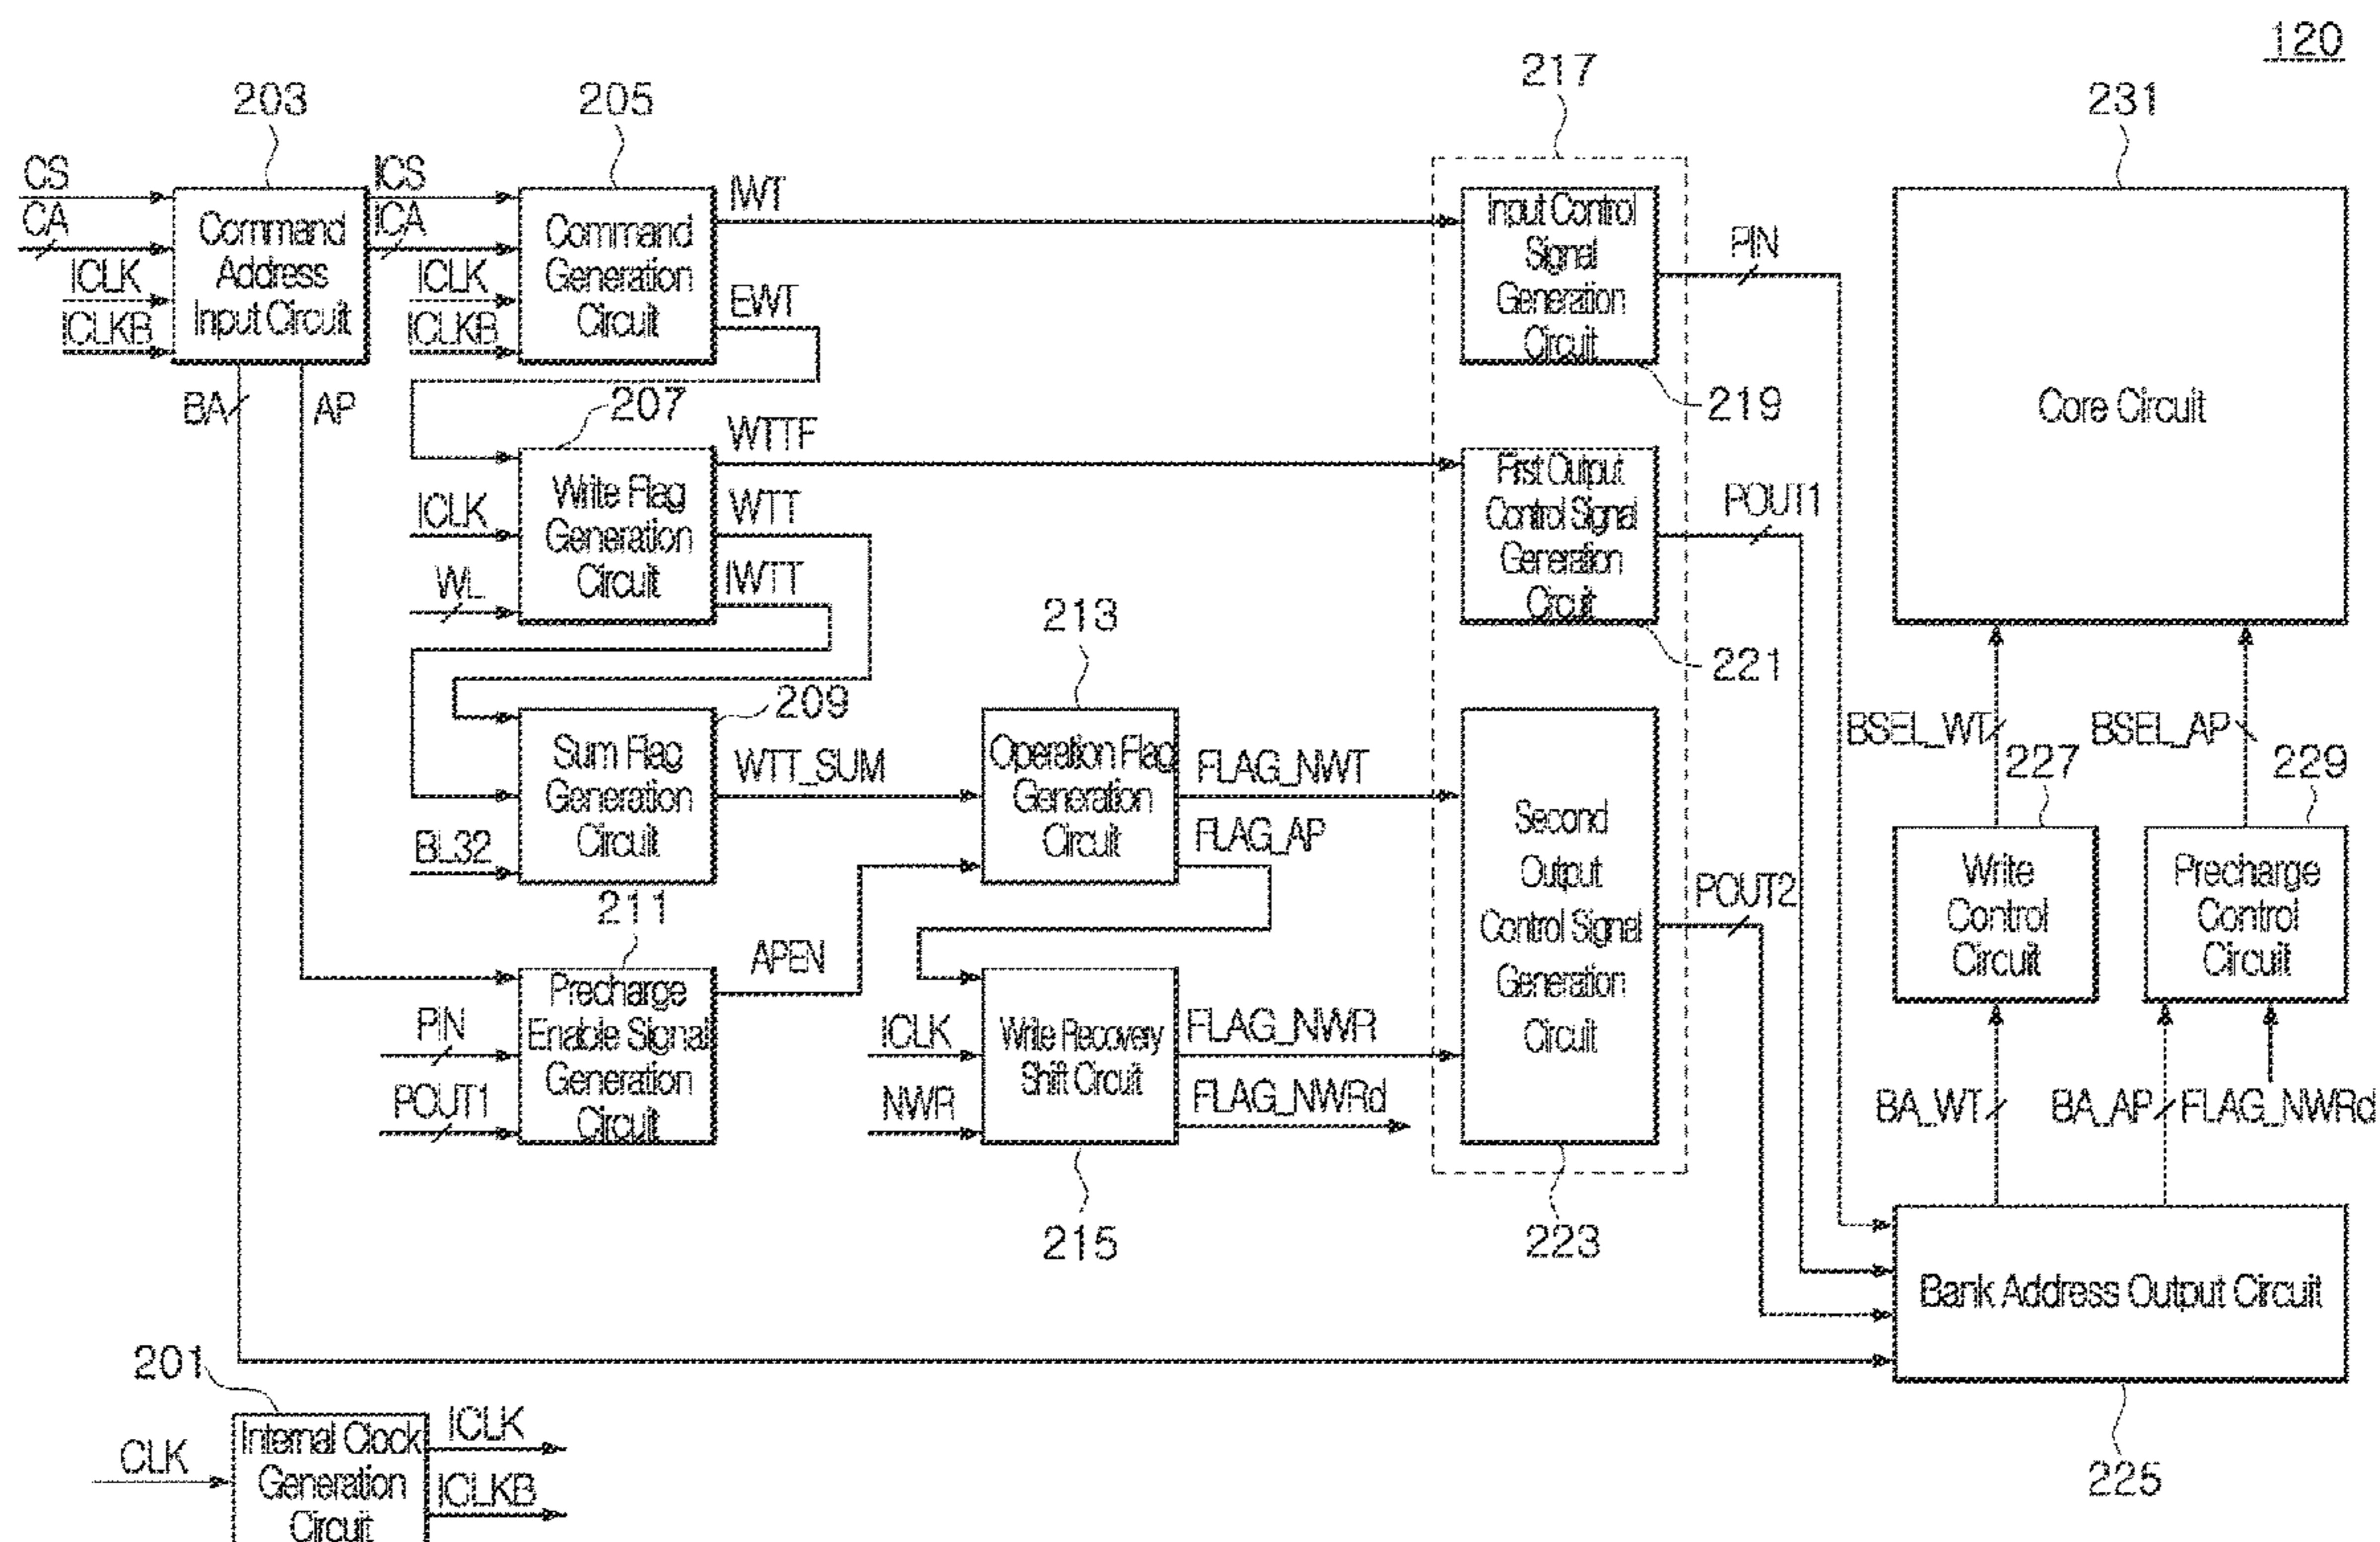 120
203
205
217
231
CS
CA
ICLK
ICLKB
Command
Address
Input Circuit
ICS
ICA
ICLK
ICLKB
Command
Generation
Circuit
IWT
EWT
Input Control
Signal
Generation
Circuit
PIN
219
Core Circuit
BA
AP
207
WTTF
ICLK
WL
Write Flag
Generation
Circuit
WTT
IWTT
First Output
Control Signal
Generation
Circuit
POUT1
221
213
209
BL32
Sum Flag
Generation
Circuit
WTT_SUM
Operation Flag
Generation
Circuit
FLAG_NWT
FLAG_AP
Second
Output
Control Signal
Generation
Circuit
POUT2
BSEL_WT
BSEL_AP
227
229
Write
Control
Circuit
Precharge
Control
Circuit
211
APEN
PIN
POUT1
Precharge
Enable Signal
Generation
Circuit
ICLK
NWR
Write Recovery
Shift Circuit
FLAG_NWR
FLAG_NWRd
BA_WT
BA_AP
FLAG_NWRd
215
223
Bank Address Output Circuit
225
201
CLK
Internal Clock
Generation
Circuit
ICLK
ICLKB